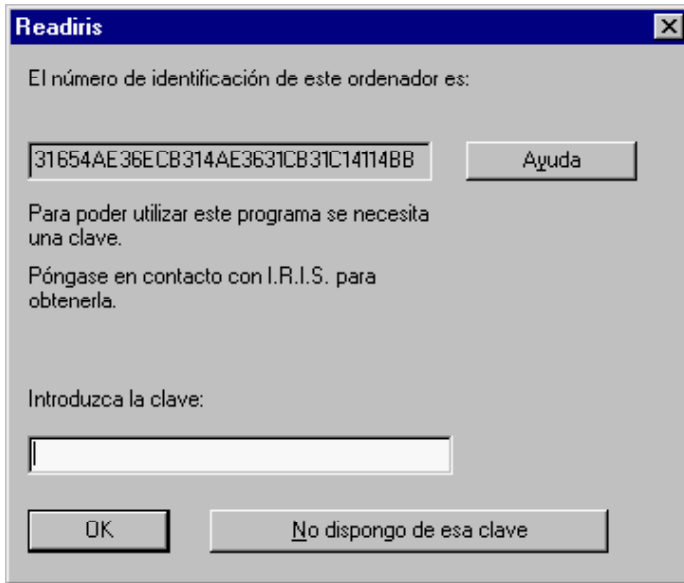 Readiris
El número de identificación de este ordenador es:
31654AE36ECB314AE3631CB31C14114BB
Ayuda
Para poder utilizar este programa se necesita
una clave.
Póngase en contacto con I.R.I.S. para
obtenerla.
Introduzca la clave:
OK
No dispongo de esa clave